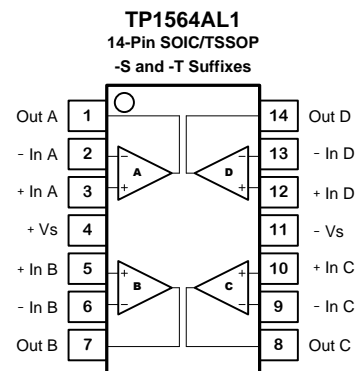 TP1564AL1
14-Pin SOIC/TSSOP
-S and -T Suffixes
Out A 1 14 Out D
- In A 2 - - 13 - In D
+ In A 3 + A D + 12 + In D
+ Vs 4 11 - Vs
+ In B 5 + + 10 + In C
- In B 6 - B C - 9 - In C
Out B 7 8 Out C